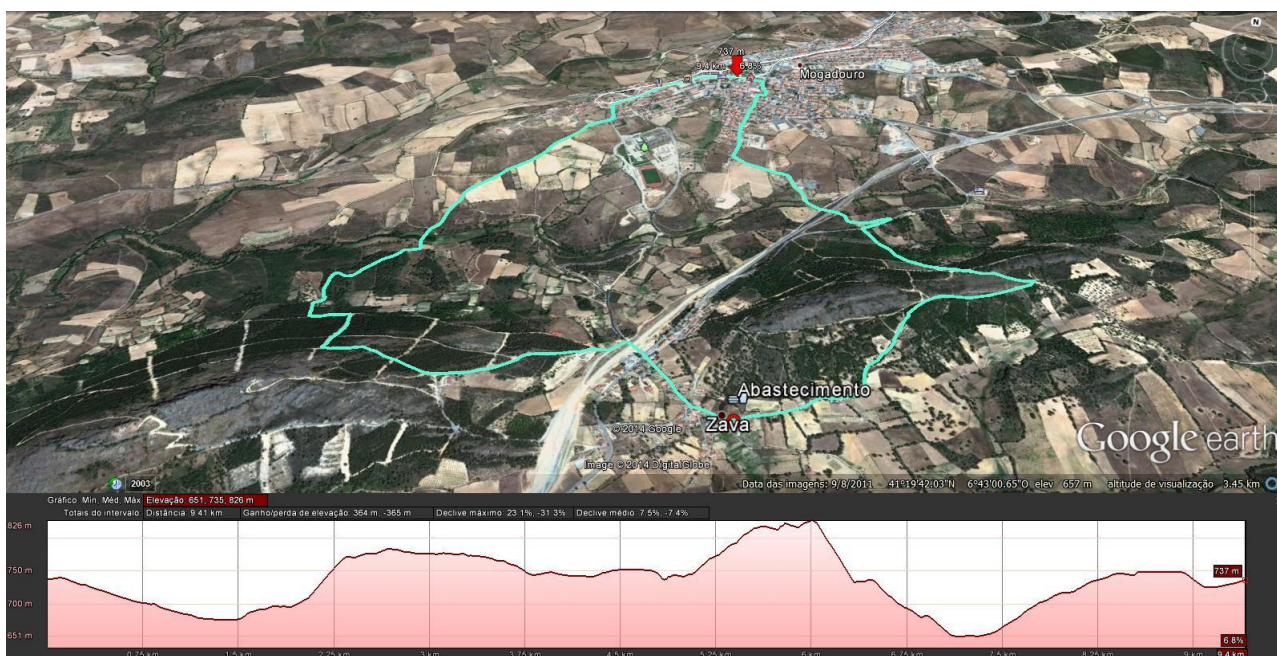 N
737 m
9.4 km 6.8%
Mogadouro
Abastecimento
Zava
© 2014 Google
Image © 2014 DigitalGlobe
Google earth
2003
Data das imagens: 9/8/2011 41°19'42.03"N 6°43'00.65"O elev 657 m altitude de visualização 3.45 km
Gráfico: Min, Méd, Máx Elevação: 651, 735, 826 m
Totais do intervalo: Distância: 9.41 km Ganho/perda de elevação: 364 m, -365 m Declive máximo: 23.1%, -31.3% Declive médio: 7.5%, -7.4%
826 m
750 m
700 m
651 m
737 m
6.8%
0.75 km 1.5 km 2.25 km 3 km 3.75 km 4.5 km 5.25 km 6 km 6.75 km 7.5 km 8.25 km 9 km 9.4 km